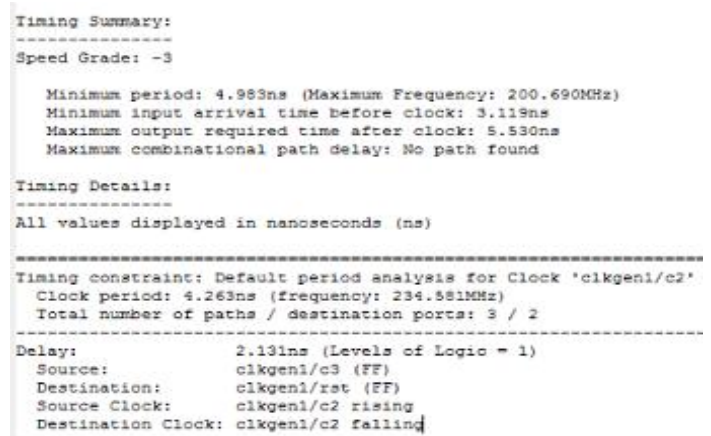 Timing Summary:
---------------
Speed Grade: -3
Minimum period: 4.983ns (Maximum Frequency: 200.690MHz)
Minimum input arrival time before clock: 3.119ns
Maximum output required time after clock: 5.530ns
Maximum combinational path delay: No path found
Timing Details:
---------------
All values displayed in nanoseconds (ns)
=========================================================================
Timing constraint: Default period analysis for Clock 'clkgen1/c2'
Clock period: 4.263ns (frequency: 234.581MHz)
Total number of paths / destination ports: 3 / 2
-------------------------------------------------------------------------
Delay: 2.131ns (Levels of Logic = 1)
Source: clkgen1/c3 (FF)
Destination: clkgen1/rst (FF)
Source Clock: clkgen1/c2 rising
Destination Clock: clkgen1/c2 falling